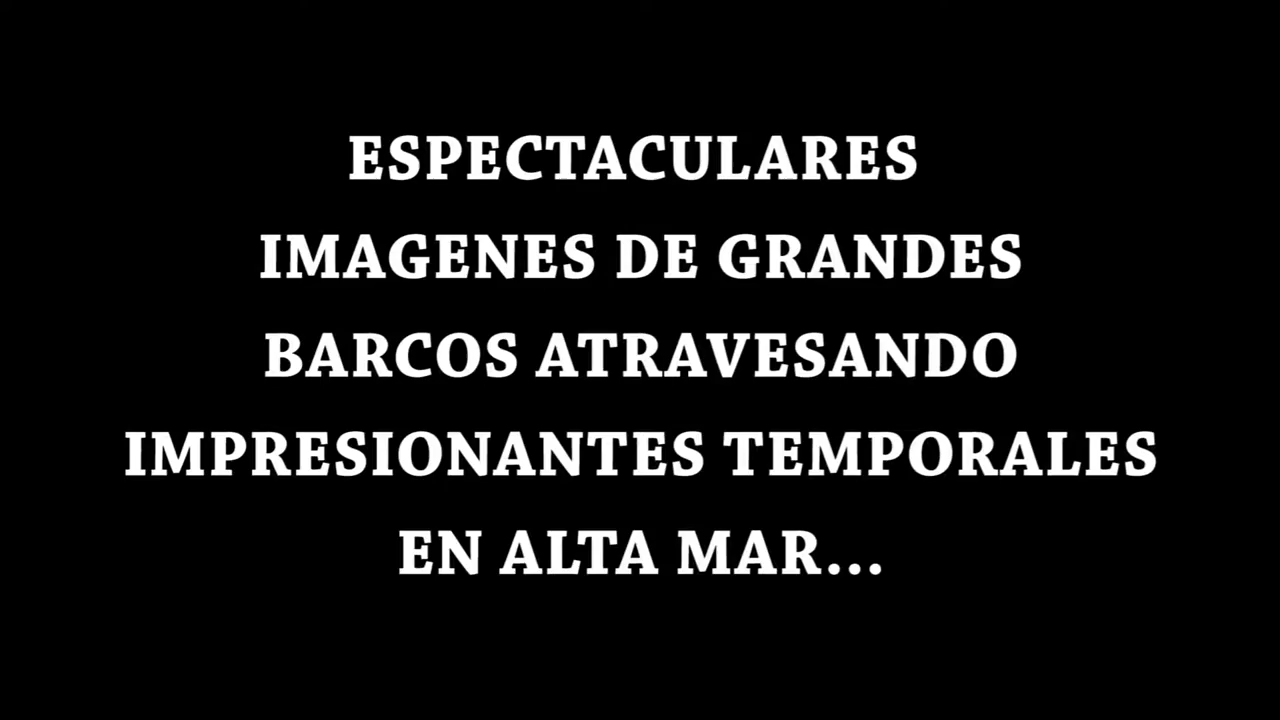 ESPECTACULARES
IMAGENES DE GRANDES
BARCOS ATRAVESANDO
IMPRESIONANTES TEMPORALES
EN ALTA MAR...